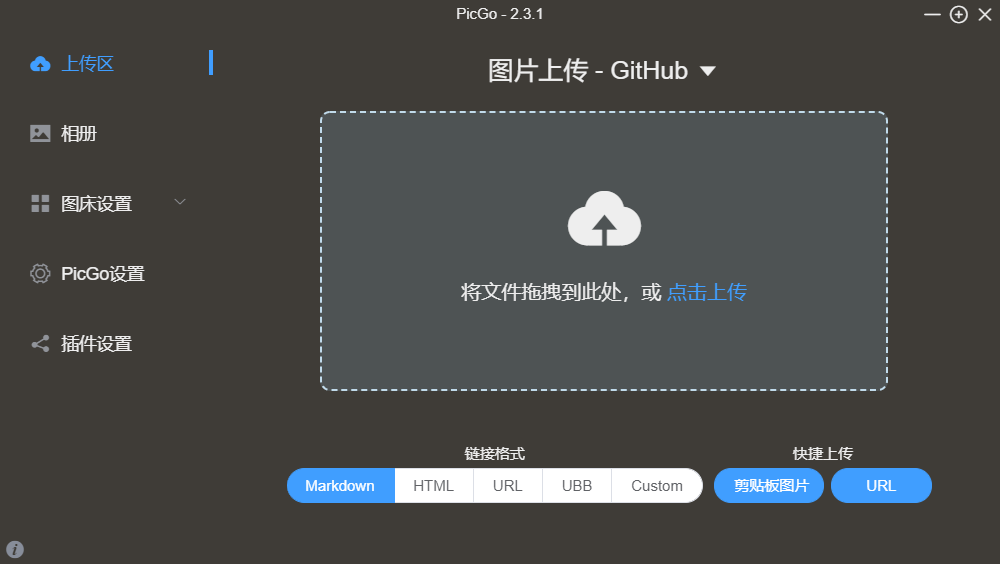 PicGo - 2.3.1
上传区
相册
图床设置
PicGo设置
插件设置
图片上传 - GitHub
将文件拖拽到此处，或 点击上传
链接格式
Markdown HTML URL UBB Custom
快捷上传
剪贴板图片 URL